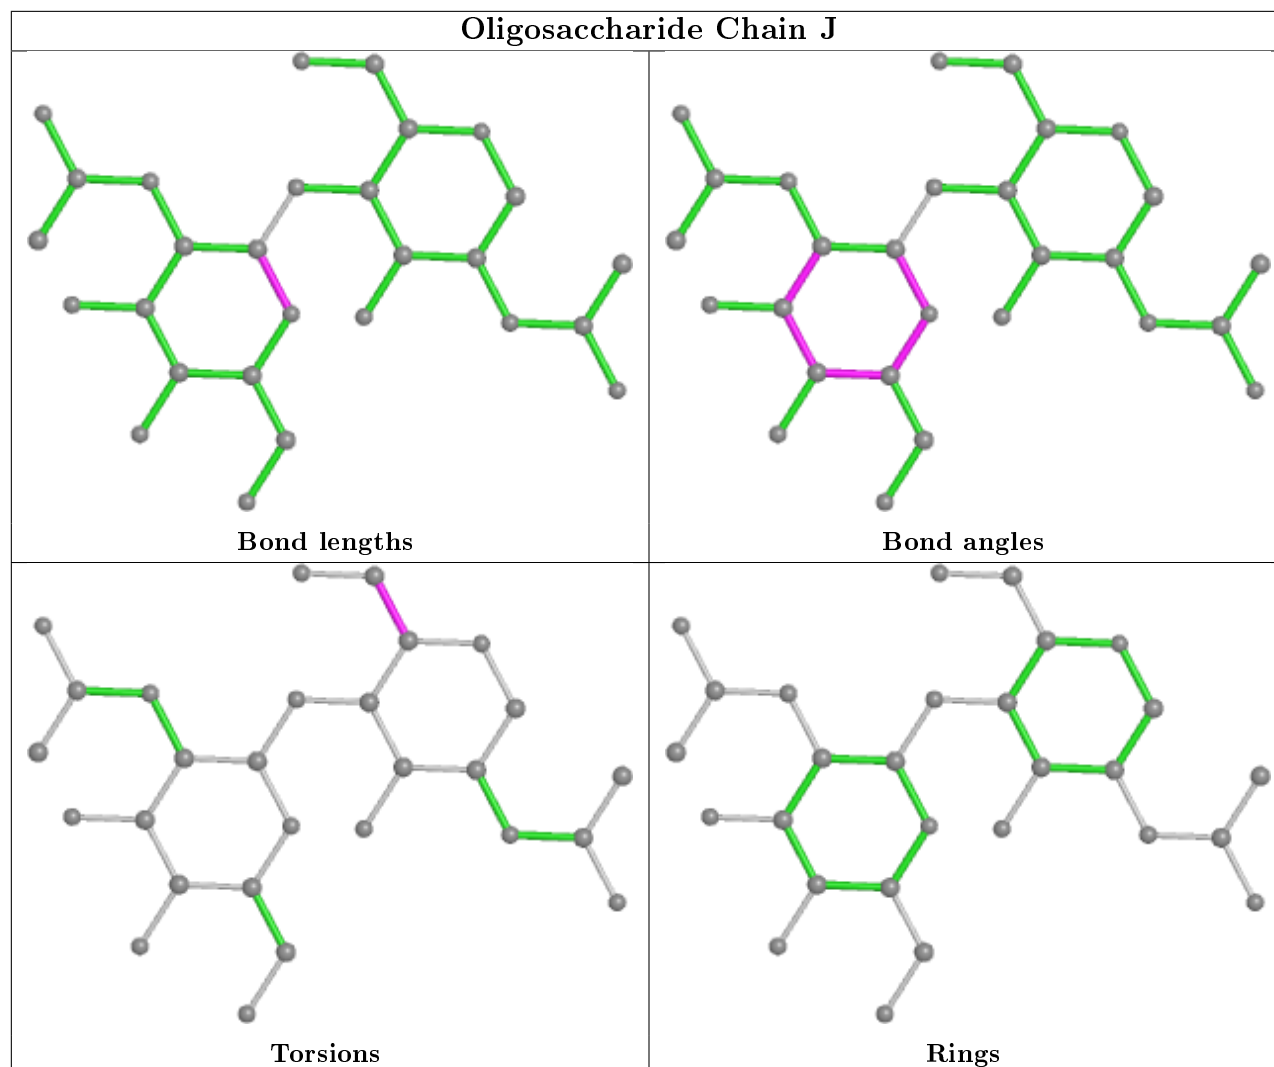 Oligosaccharide Chain J
Bond lengths
Bond angles
Torsions
Rings